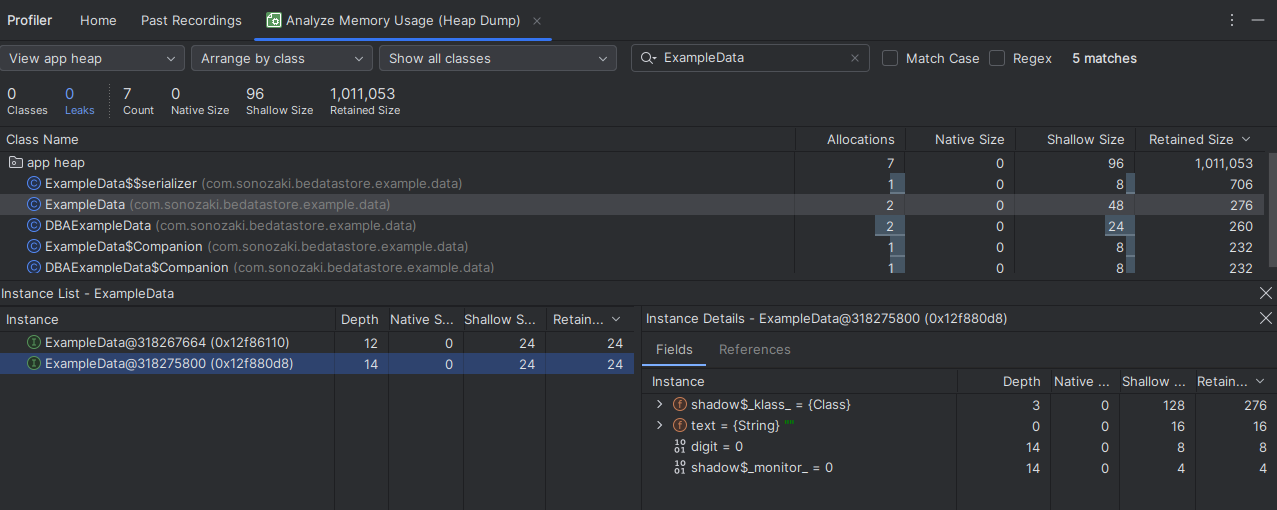 Profiler Home Past Recordings Analyze Memory Usage (Heap Dump)
View app heap Arrange by class Show all classes ExampleData Match Case Regex 5 matches
0 0 7 0 96 1,011,053
Classes Leaks Count Native Size Shallow Size Retained Size
Class Name Allocations Native Size Shallow Size Retained Size
app heap 7 0 96 1,011,053
ExampleData$$serializer (com.sonozaki.bedatastore.example.data) 1 0 8 706
ExampleData (com.sonozaki.bedatastore.example.data) 2 0 48 276
DBAExampleData (com.sonozaki.bedatastore.example.data) 2 0 24 260
ExampleData$Companion (com.sonozaki.bedatastore.example.data) 1 0 8 232
DBAExampleData$Companion (com.sonozaki.bedatastore.example.data) 1 0 8 232
Instance List - ExampleData
Instance Depth Native S... Shallow S... Retain...
ExampleData@318267664 (0x12f86110) 12 0 24 24
ExampleData@318275800 (0x12f880d8) 14 0 24 24
Instance Details - ExampleData@318275800 (0x12f880d8)
Fields References
Instance Depth Native ... Shallow ... Retain...
shadow$_klass_ = {Class} 3 0 128 276
text = {String} "" 0 0 16 16
digit = 0 14 0 8 8
shadow$_monitor_ = 0 14 0 4 4